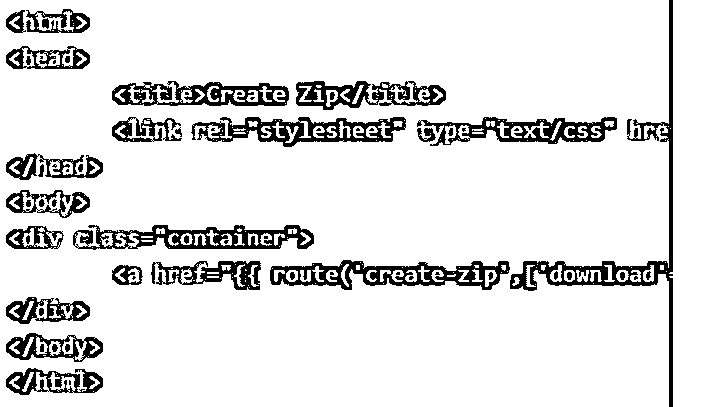 <html>
<head>
<title>Create Zip</title>
<link rel="stylesheet" type="text/css" hre
</head>
<body>
<div class="container">
<a href="{{ route('create-zip',['download'=
</div>
</body>
</html>